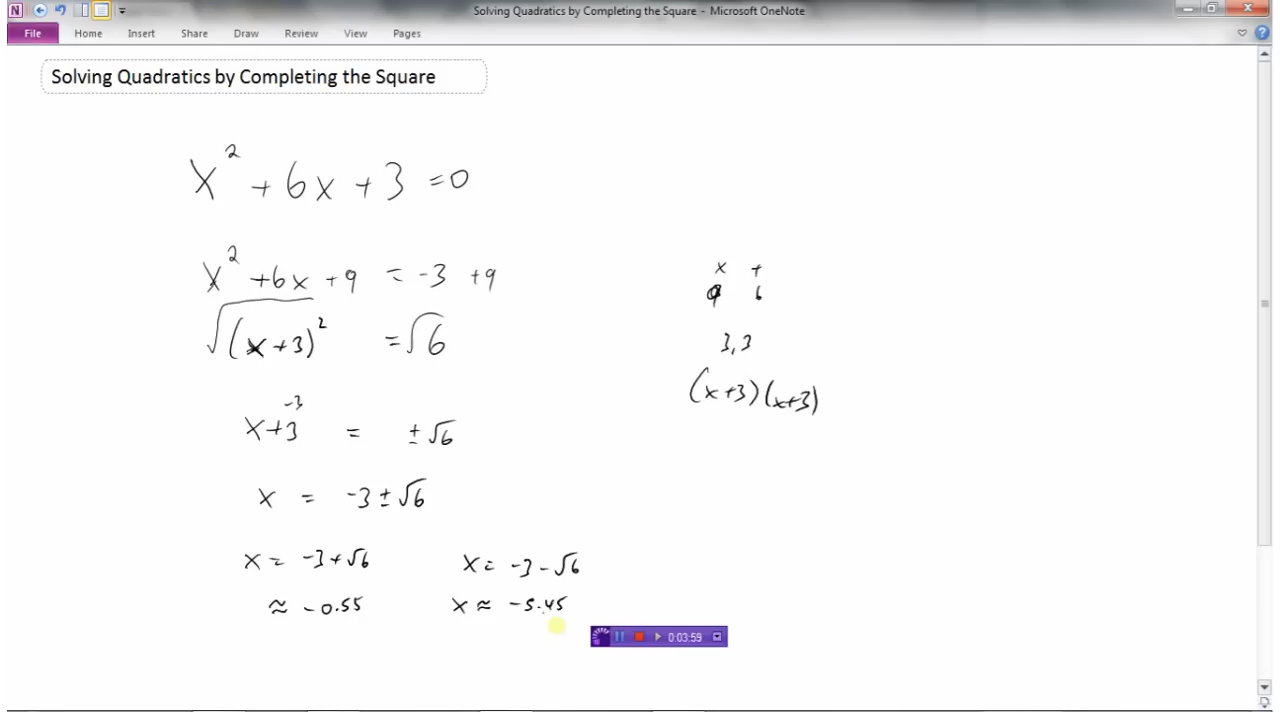 Solving Quadratics by Completing the Square - Microsoft OneNote
File Home Insert Share Draw Review View Pages
Solving Quadratics by Completing the Square
x² + 6x + 3 = 0
x² + 6x + 9 = -3 + 9
√(x+3)² = √6
-3
x+3 = ± √6
x = -3 ± √6
x = -3 + √6 x = -3 - √6
≈ -0.55 x ≈ -5.45
x +
9 6
3, 3
(x+3)(x+3)
0:03:59